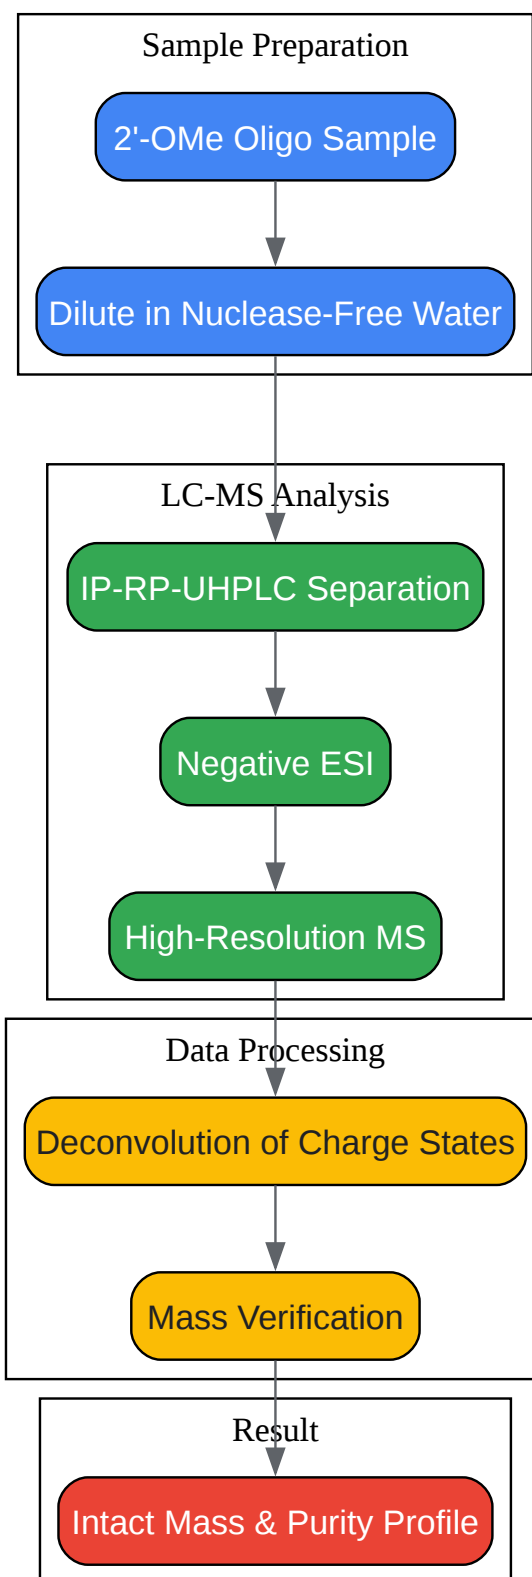 Sample Preparation
2'-OMe Oligo Sample
Dilute in Nuclease-Free Water
LC-MS Analysis
IP-RP-UHPLC Separation
Negative ESI
High-Resolution MS
Data Processing
Deconvolution of Charge States
Mass Verification
Result
Intact Mass & Purity Profile